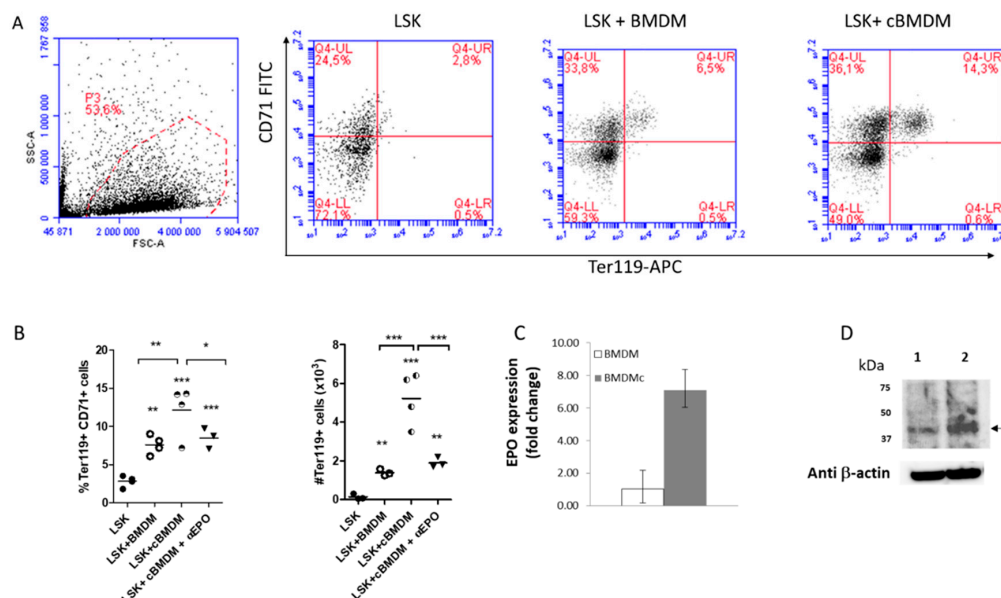 A
LSK
LSK + BMDM
LSK+ cBMDM
767 858
1 000 000
500 000
0
SSC-A
P3
53,6%
45 871
2 000 000
4 000 000
5 904 507
FSC-A
CD71 FITC
Q4-UL
24,5%
Q4-UR
2,8%
Q4-LL
72,1%
Q4-LR
0,5%
Q4-UL
33,8%
Q4-UR
6,5%
Q4-LL
59,3%
Q4-LR
0,5%
Q4-UL
36,1%
Q4-UR
14,3%
Q4-LL
49,0%
Q4-LR
0,6%
Ter119-APC
B
% Ter119+ CD71+ cells
20
15
10
5
0
** *
***
** ***
LSK
LSK+BMDM
LSK+cBMDM
LSK+ cBMDM + αEPO
#Ter119+ cells (x10³)
8
6
4
2
0
*** ***
***
** **
LSK
LSK+BMDM
LSK+cBMDM
LSK+cBMDM + αEPO
C
EPO expression
(fold change)
BMDM
BMDMc
10.00
8.00
6.00
4.00
2.00
0.00
D
kDa
1 2
75
50
37
Anti β-actin